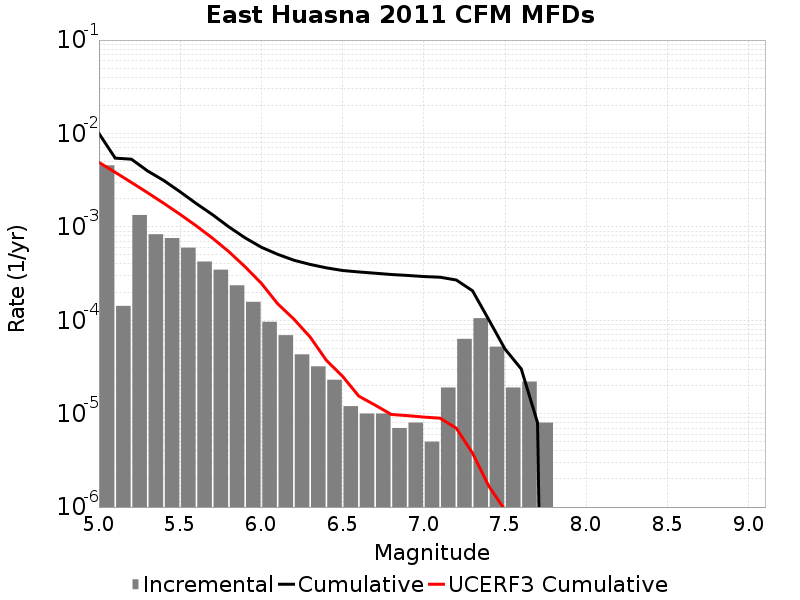 East Huasna 2011 CFM MFDs
10-1
10-2
10-3
10-4
10-5
10-6
Rate (1/yr)
5.0 5.5 6.0 6.5 7.0 7.5 8.0 8.5 9.0
Magnitude
Incremental Cumulative UCERF3 Cumulative